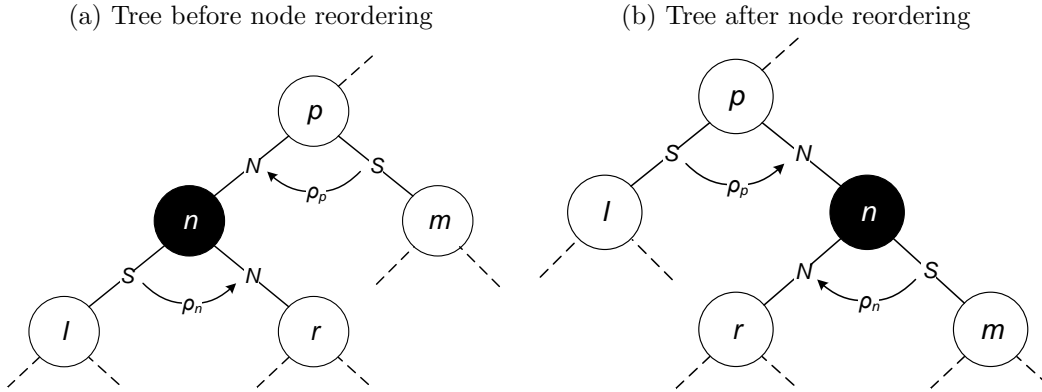 (a) Tree before node reordering
(b) Tree after node reordering
p
N
S
ρₚ
n
m
S
N
ρₙ
l
r
p
S
N
ρₚ
l
n
N
S
ρₙ
r
m